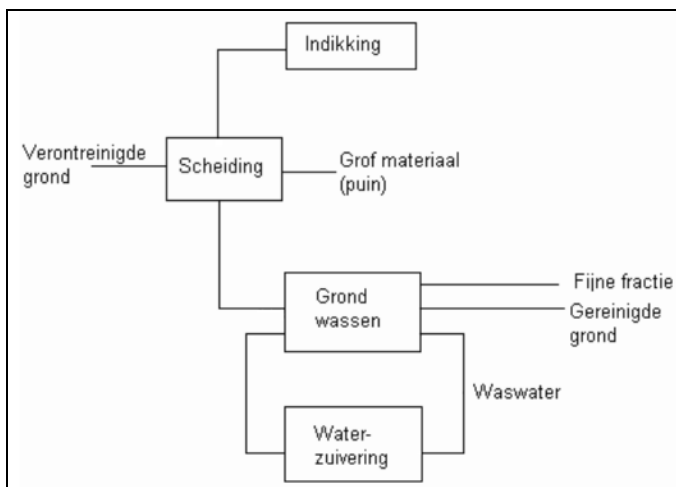 Indikking
Verontreinigde
grond
Scheiding
Grof materiaal
(puin)
Grond
wassen
Fijne fractie
Gereinigde
grond
Waswater
Water-
zuivering